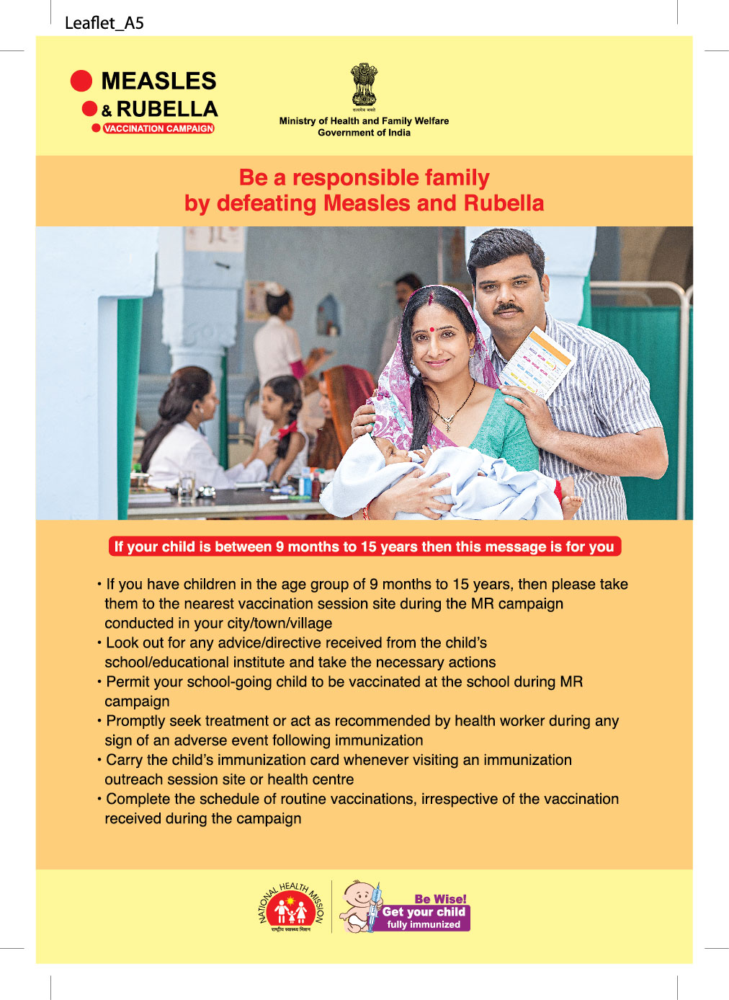 Leaflet_A5
MEASLES
& RUBELLA
VACCINATION CAMPAIGN
सत्यमेव जयते
Ministry of Health and Family Welfare
Government of India
Be a responsible family
by defeating Measles and Rubella
If your child is between 9 months to 15 years then this message is for you
• If you have children in the age group of 9 months to 15 years, then please take
them to the nearest vaccination session site during the MR campaign
conducted in your city/town/village
• Look out for any advice/directive received from the child’s
school/educational institute and take the necessary actions
• Permit your school-going child to be vaccinated at the school during MR
campaign
• Promptly seek treatment or act as recommended by health worker during any
sign of an adverse event following immunization
• Carry the child’s immunization card whenever visiting an immunization
outreach session site or health centre
• Complete the schedule of routine vaccinations, irrespective of the vaccination
received during the campaign
NATIONAL HEALTH MISSION
राष्ट्रीय स्वास्थ्य मिशन
Be Wise!
Get your child
fully immunized